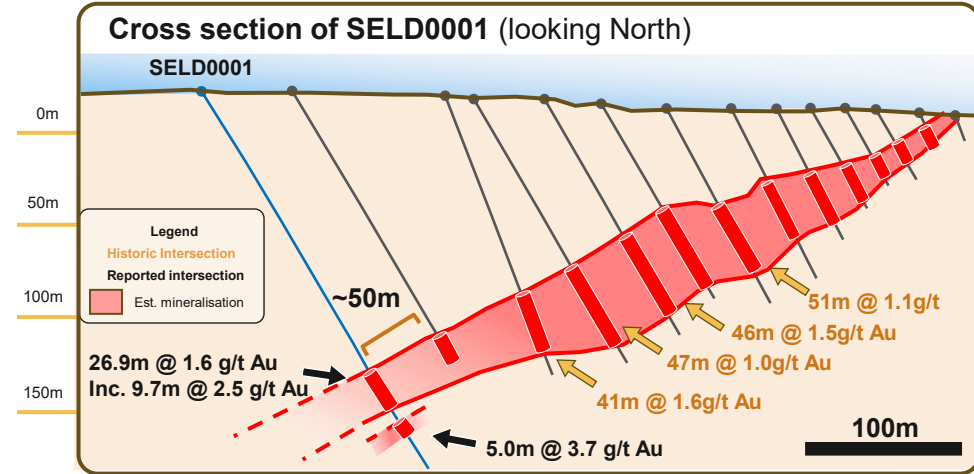 Cross section of SELD0001 (looking North)
SELD0001
0m
50m
100m
150m
Legend
Historic Intersection
Reported intersection
Est. mineralisation
~50m
26.9m @ 1.6 g/t Au
Inc. 9.7m @ 2.5 g/t Au
5.0m @ 3.7 g/t Au
51m @ 1.1g/t
46m @ 1.5g/t Au
47m @ 1.0g/t Au
41m @ 1.6g/t Au
100m